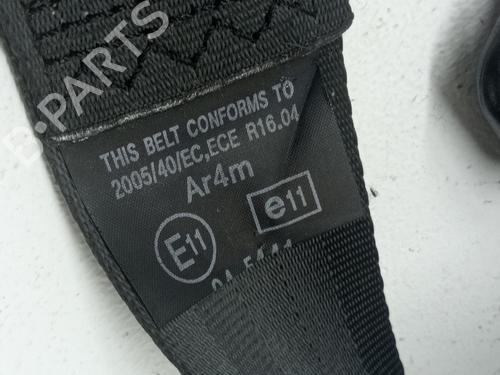 B-PARTS
THIS BELT CONFORMS TO
2005/40/EC,ECE R16.04
Ar4m
E11 e11